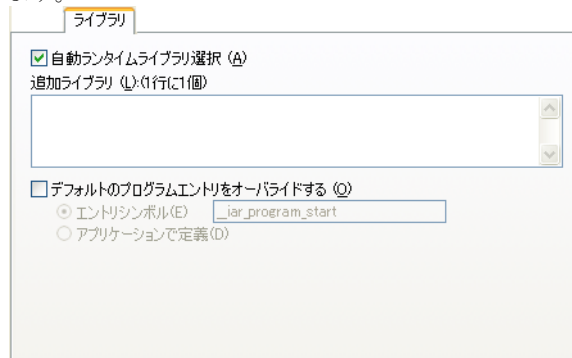 ライブラリ
自動ランタイムライブラリ選択 (A)
追加ライブラリ (L):(1行に1個)
デフォルトのプログラムエントリをオーバライドする (O)
エントリシンボル(E) __iar_program_start
アプリケーションで定義(D)